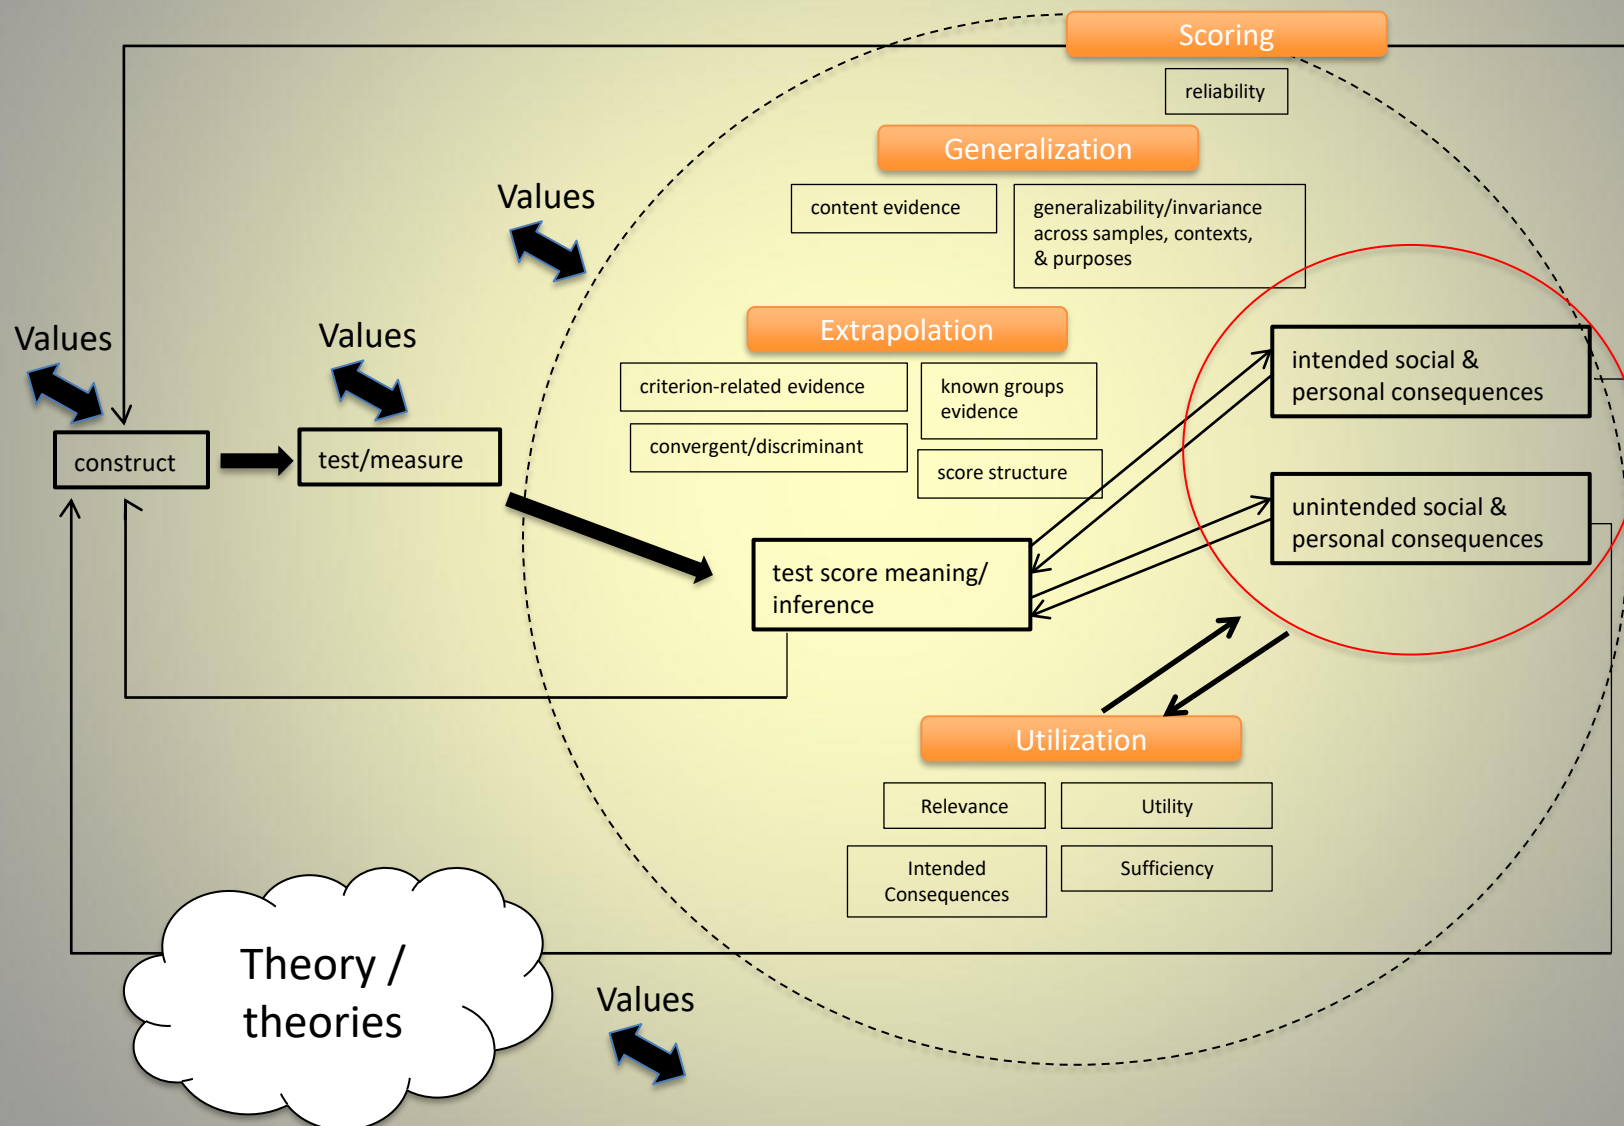 Scoring
reliability
Generalization
Values
content evidence
generalizability/invariance
across samples, contexts,
& purposes
Values
Values
Extrapolation
intended social &
personal consequences
criterion-related evidence
known groups
evidence
convergent/discriminant
construct
test/measure
score structure
unintended social &
personal consequences
test score meaning/
inference
Utilization
Relevance
Utility
Intended
Consequences
Sufficiency
Theory /
theories
Values